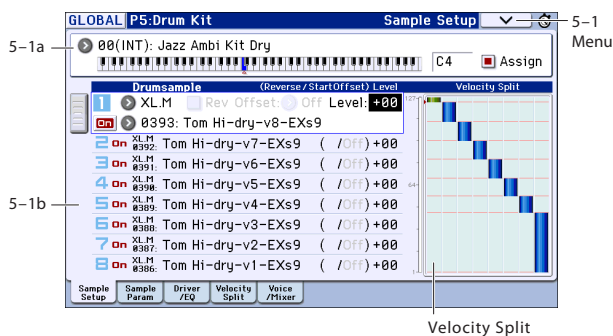 GLOBAL P5:Drum Kit Sample Setup
5–1
Menu
5–1a
00(INT): Jazz Ambi Kit Dry
C4 Assign
Drumsample (Reverse/StartOffset) Level Velocity Split
1 XL.M Rev Offset: Off Level: +00
On 0393: Tom Hi-dry-v8-EXs9
2 On XL.M 0392: Tom Hi-dry-v7-EXs9 ( /Off) +00
3 On XL.M 0391: Tom Hi-dry-v6-EXs9 ( /Off) +00
4 On XL.M 0390: Tom Hi-dry-v5-EXs9 ( /Off) +00
5–1b
5 On XL.M 0389: Tom Hi-dry-v4-EXs9 ( /Off) +00
6 On XL.M 0388: Tom Hi-dry-v3-EXs9 ( /Off) +00
7 On XL.M 0387: Tom Hi-dry-v2-EXs9 ( /Off) +00
8 On XL.M 0386: Tom Hi-dry-v1-EXs9 ( /Off) +00
127
64
1
Sample Setup
Sample Param
Driver /EQ
Velocity Split
Voice /Mixer
Velocity Split